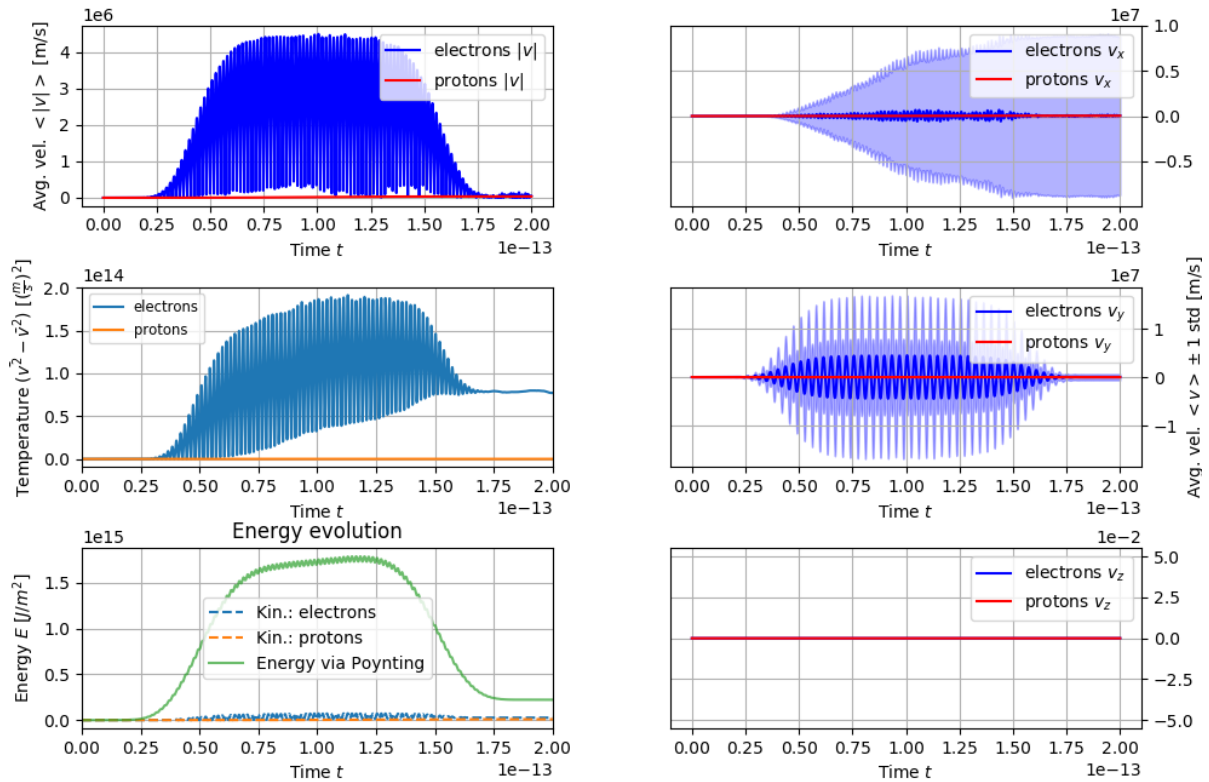 1e6
Avg. vel. < |v| > [m/s]
4
3
2
1
0
electrons |v|
protons |v|
0.00 0.25 0.50 0.75 1.00 1.25 1.50 1.75 2.00
Time t
1e−13
1e7
1.0
0.5
0.0
−0.5
electrons v_x
protons v_x
0.00 0.25 0.50 0.75 1.00 1.25 1.50 1.75 2.00
Time t
1e−13
1e14
Temperature (v̄² − v̄²) [(m/s)²]
2.0
1.5
1.0
0.5
0.0
electrons
protons
0.00 0.25 0.50 0.75 1.00 1.25 1.50 1.75 2.00
Time t
1e−13
1e7
1
0
−1
Avg. vel. < v > ± 1 std [m/s]
electrons v_y
protons v_y
0.00 0.25 0.50 0.75 1.00 1.25 1.50 1.75 2.00
Time t
1e−13
Energy evolution
1e15
Energy E [J/m²]
1.5
1.0
0.5
0.0
Kin.: electrons
Kin.: protons
Energy via Poynting
0.00 0.25 0.50 0.75 1.00 1.25 1.50 1.75 2.00
Time t
1e−13
1e−2
5.0
2.5
0.0
−2.5
−5.0
electrons v_z
protons v_z
0.00 0.25 0.50 0.75 1.00 1.25 1.50 1.75 2.00
Time t
1e−13